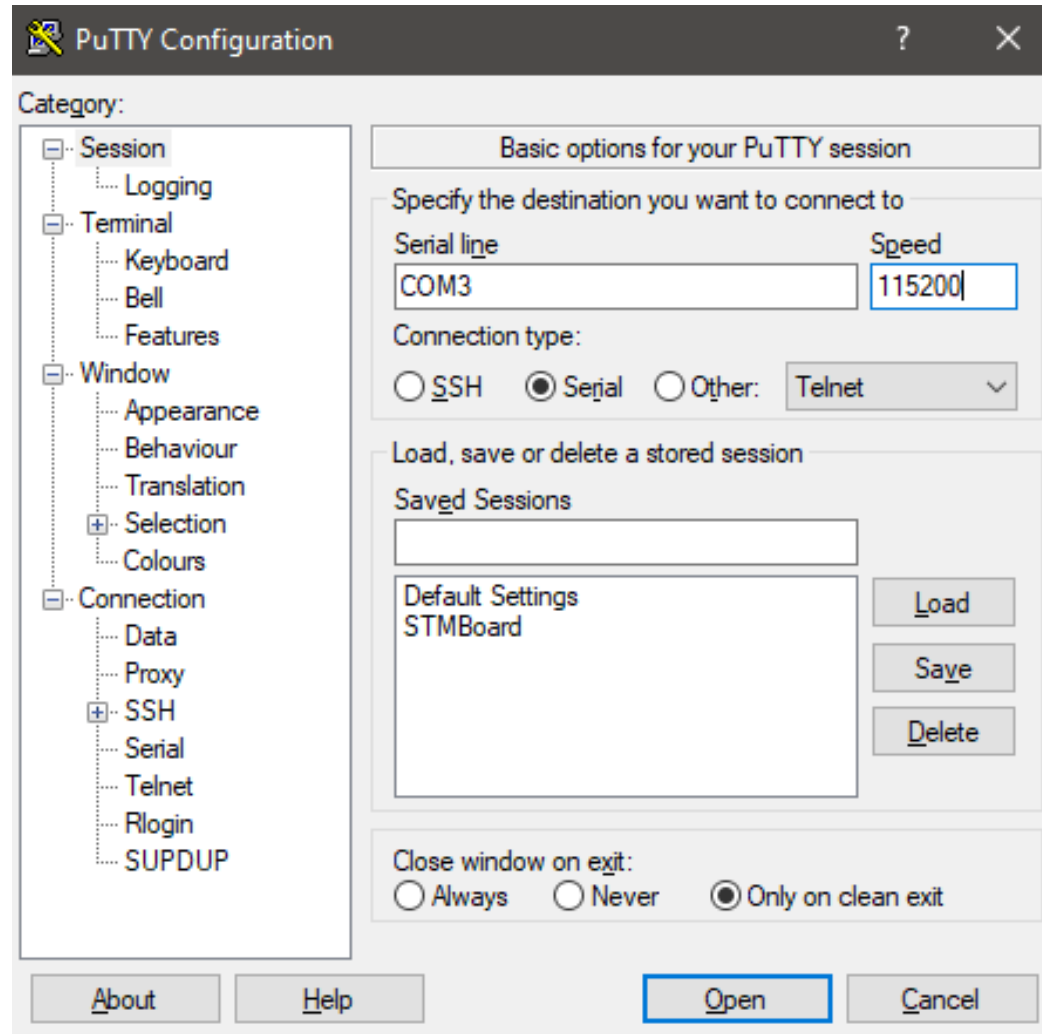 PuTTY Configuration
?
Category:
Session
Logging
Terminal
Keyboard
Bell
Features
Window
Appearance
Behaviour
Translation
Selection
Colours
Connection
Data
Proxy
SSH
Serial
Telnet
Rlogin
SUPDUP
Basic options for your PuTTY session
Specify the destination you want to connect to
Serial line Speed
COM3 115200
Connection type:
SSH Serial Other: Telnet
Load, save or delete a stored session
Saved Sessions
Default Settings
STMBoard
Load
Save
Delete
Close window on exit:
Always Never Only on clean exit
About Help Open Cancel